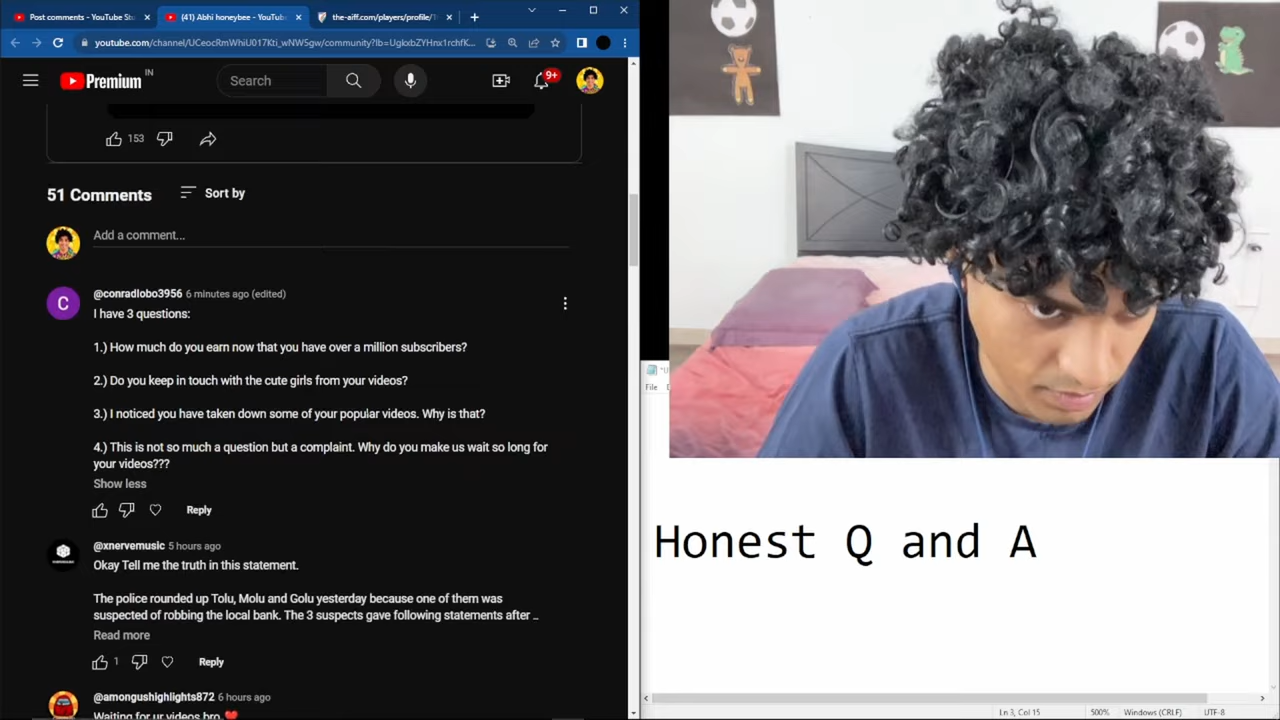 Post comments - YouTube St
(41) Abhi honeybee - YouTub
the-aiff.com/players/profile/
youtube.com/channel/UCeocRmWhiU017Kti_wNWSgw/community?lb=UgkxbZYHnx1rchfK...
Premium IN
Search
9+
153
51 Comments
Sort by
Add a comment...
C
@conradlobo3956 6 minutes ago (edited)
I have 3 questions:
1.) How much do you earn now that you have over a million subscribers?
2.) Do you keep in touch with the cute girls from your videos?
3.) I noticed you have taken down some of your popular videos. Why is that?
4.) This is not so much a question but a complaint. Why do you make us wait so long for
your videos???
Show less
Reply
@xnervemusic 5 hours ago
Okay Tell me the truth in this statement.
The police rounded up Tolu, Molu and Golu yesterday because one of them was
suspected of robbing the local bank. The 3 suspects gave following statements after ...
Read more
1
Reply
@amongushighlights872 6 hours ago
Waiting for ur videos bro
File
Honest Q and A
Ln 3, Col 15
500%
Windows (CRLF)
UTF-8